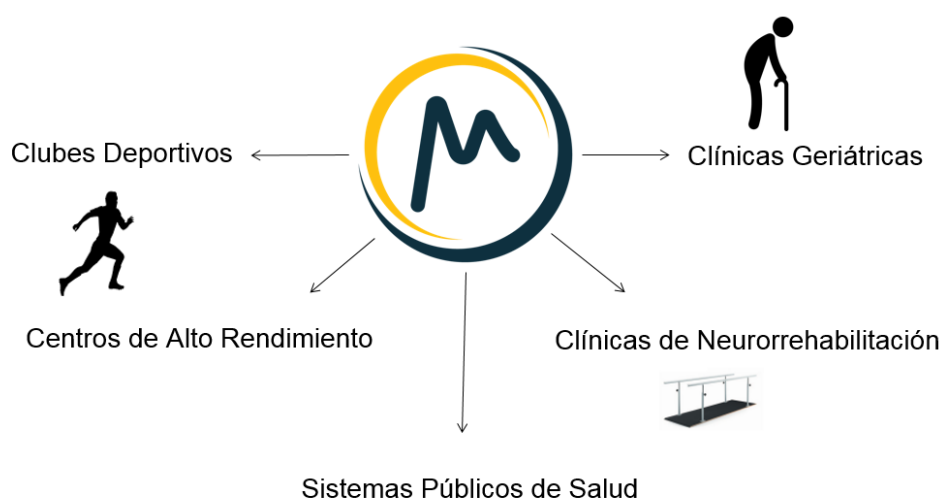 Clubes Deportivos
Clínicas Geriátricas
Centros de Alto Rendimiento
Clínicas de Neurorrehabilitación
Sistemas Públicos de Salud